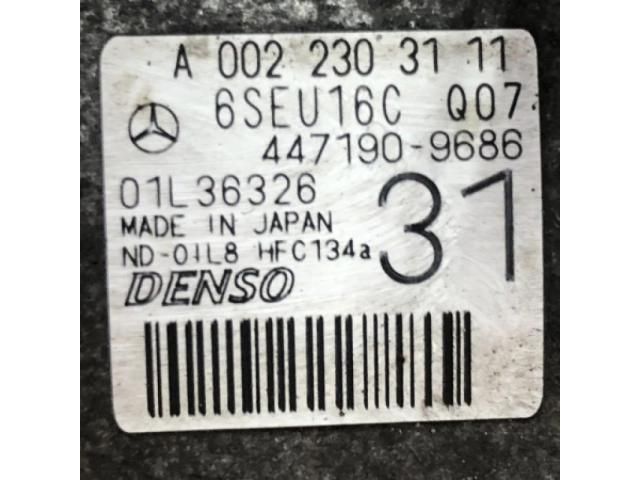 A 002 230 31 11
6SEU16C Q07
447190-9686
01L36326
31
MADE IN JAPAN
ND-OIL8 HFC134a
DENSO